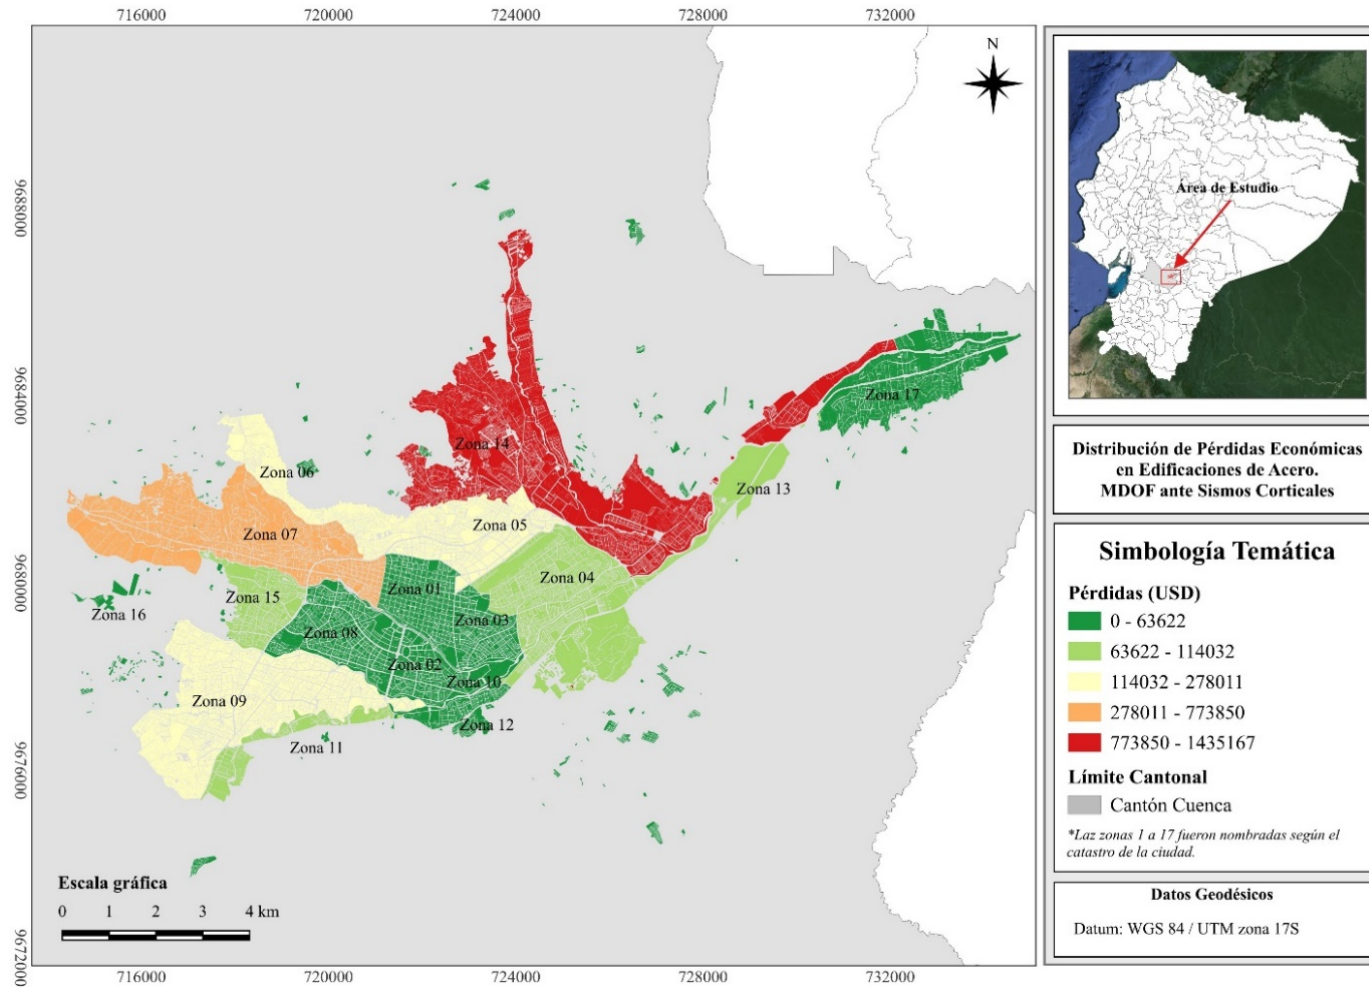 716000
720000
724000
728000
732000
N
9688000
9684000
9680000
9676000
9672000
Zona 14
Zona 17
Zona 06
Zona 13
Zona 05
Zona 07
Zona 04
Zona 01
Zona 15
Zona 16
Zona 03
Zona 08
Zona 02
Zona 10
Zona 09
Zona 12
Zona 11
Escala gráfica
0 1 2 3 4 km
716000
720000
724000
728000
732000
Área de Estudio
Distribución de Pérdidas Económicas
en Edificaciones de Acero.
MDOF ante Sismos Corticales
Simbología Temática
Pérdidas (USD)
0 - 63622
63622 - 114032
114032 - 278011
278011 - 773850
773850 - 1435167
Límite Cantonal
Cantón Cuenca
*Laz zonas 1 a 17 fueron nombradas según el
catastro de la ciudad.
Datos Geodésicos
Datum: WGS 84 / UTM zona 17S